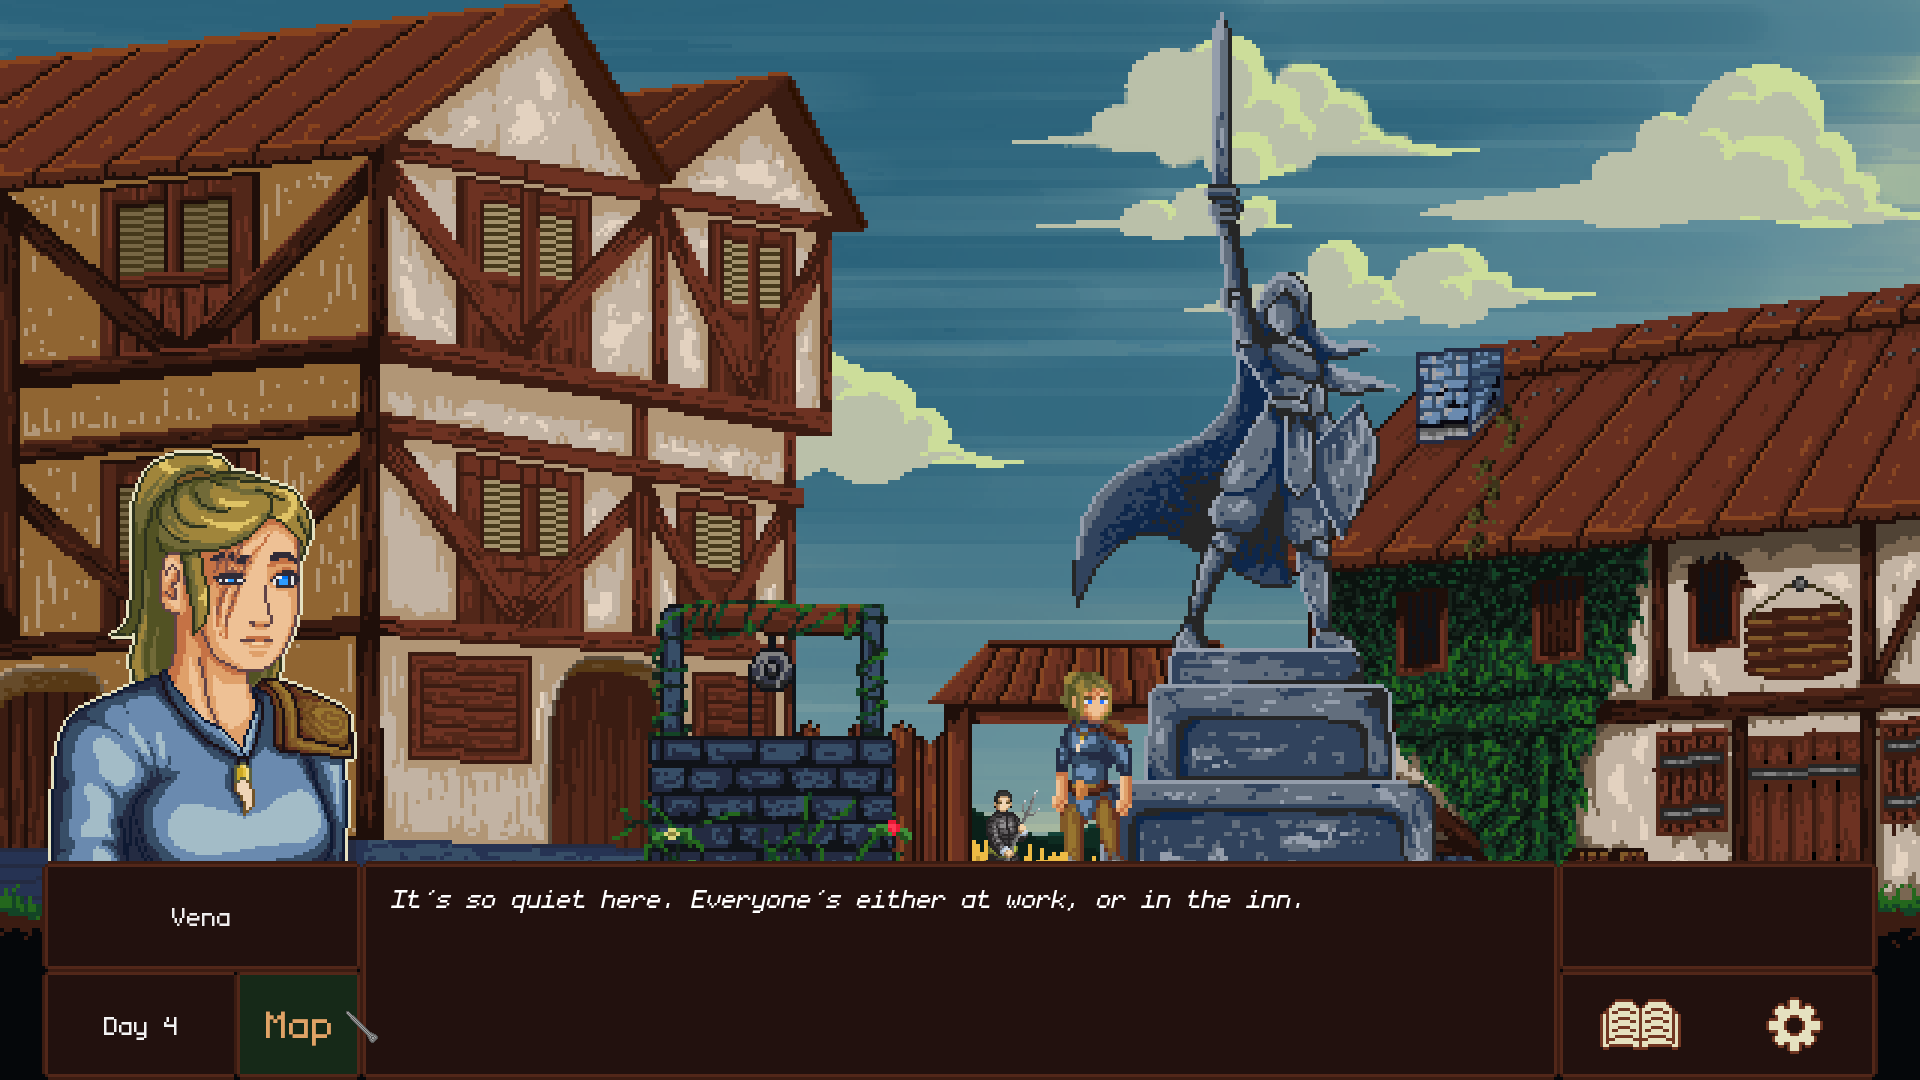 It´s so quiet here. Everyone´s either at work, or in the inn.
Vena
Day 4
Map